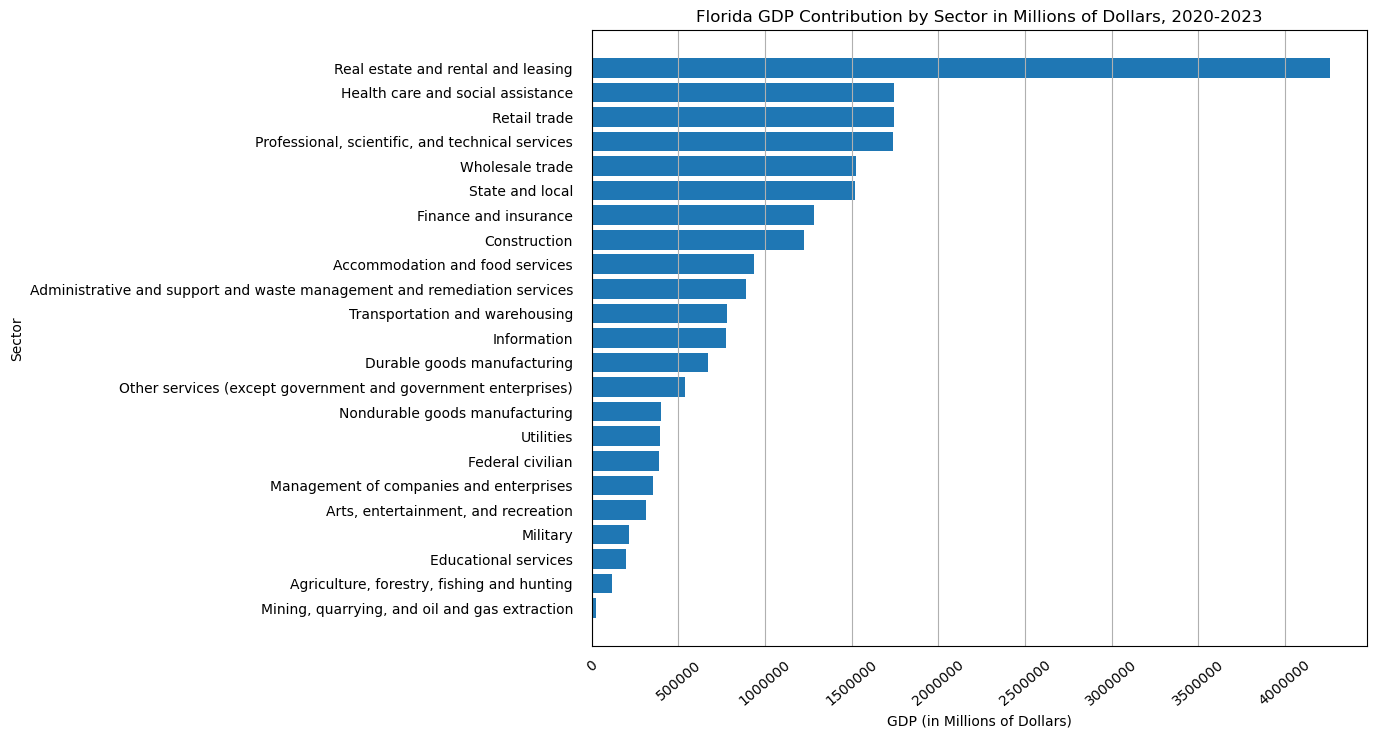 Florida GDP Contribution by Sector in Millions of Dollars, 2020-2023
Sector
Real estate and rental and leasing
Health care and social assistance
Retail trade
Professional, scientific, and technical services
Wholesale trade
State and local
Finance and insurance
Construction
Accommodation and food services
Administrative and support and waste management and remediation services
Transportation and warehousing
Information
Durable goods manufacturing
Other services (except government and government enterprises)
Nondurable goods manufacturing
Utilities
Federal civilian
Management of companies and enterprises
Arts, entertainment, and recreation
Military
Educational services
Agriculture, forestry, fishing and hunting
Mining, quarrying, and oil and gas extraction
0
500000
1000000
1500000
2000000
2500000
3000000
3500000
4000000
GDP (in Millions of Dollars)